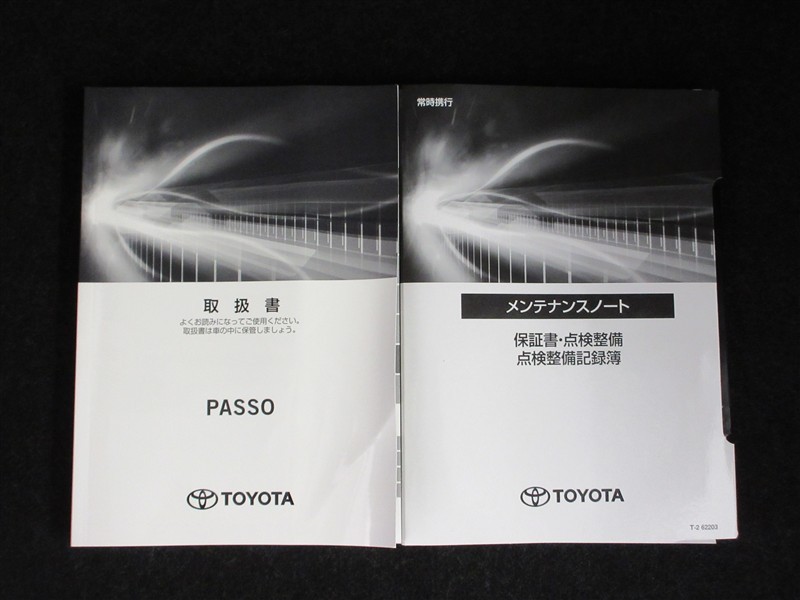 取扱書
よくお読みになってご使用ください。
取扱書は車の中に保管しましょう。
PASSO
TOYOTA
常時携行
メンテナンスノート
保証書・点検整備
点検整備記録簿
TOYOTA
T-2 62203